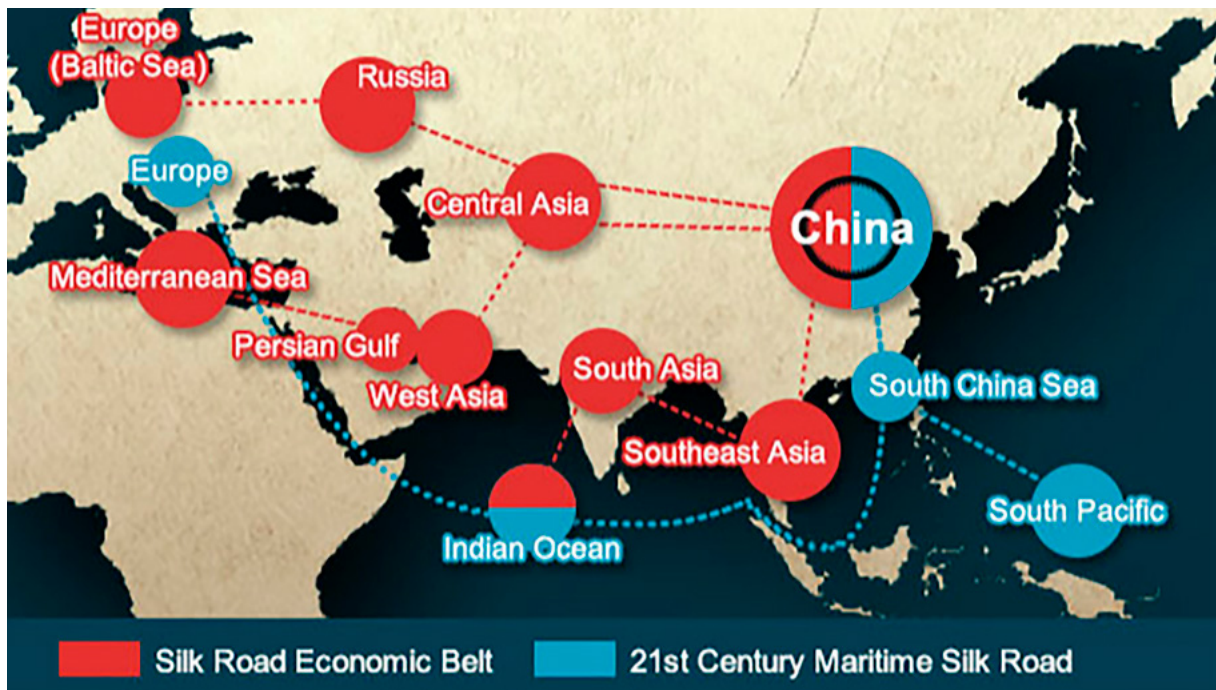 Europe
(Baltic Sea)
Russia
Europe
Central Asia
China
Mediterranean Sea
Persian Gulf
West Asia
South Asia
South China Sea
Southeast Asia
South Pacific
Indian Ocean
Silk Road Economic Belt
21st Century Maritime Silk Road